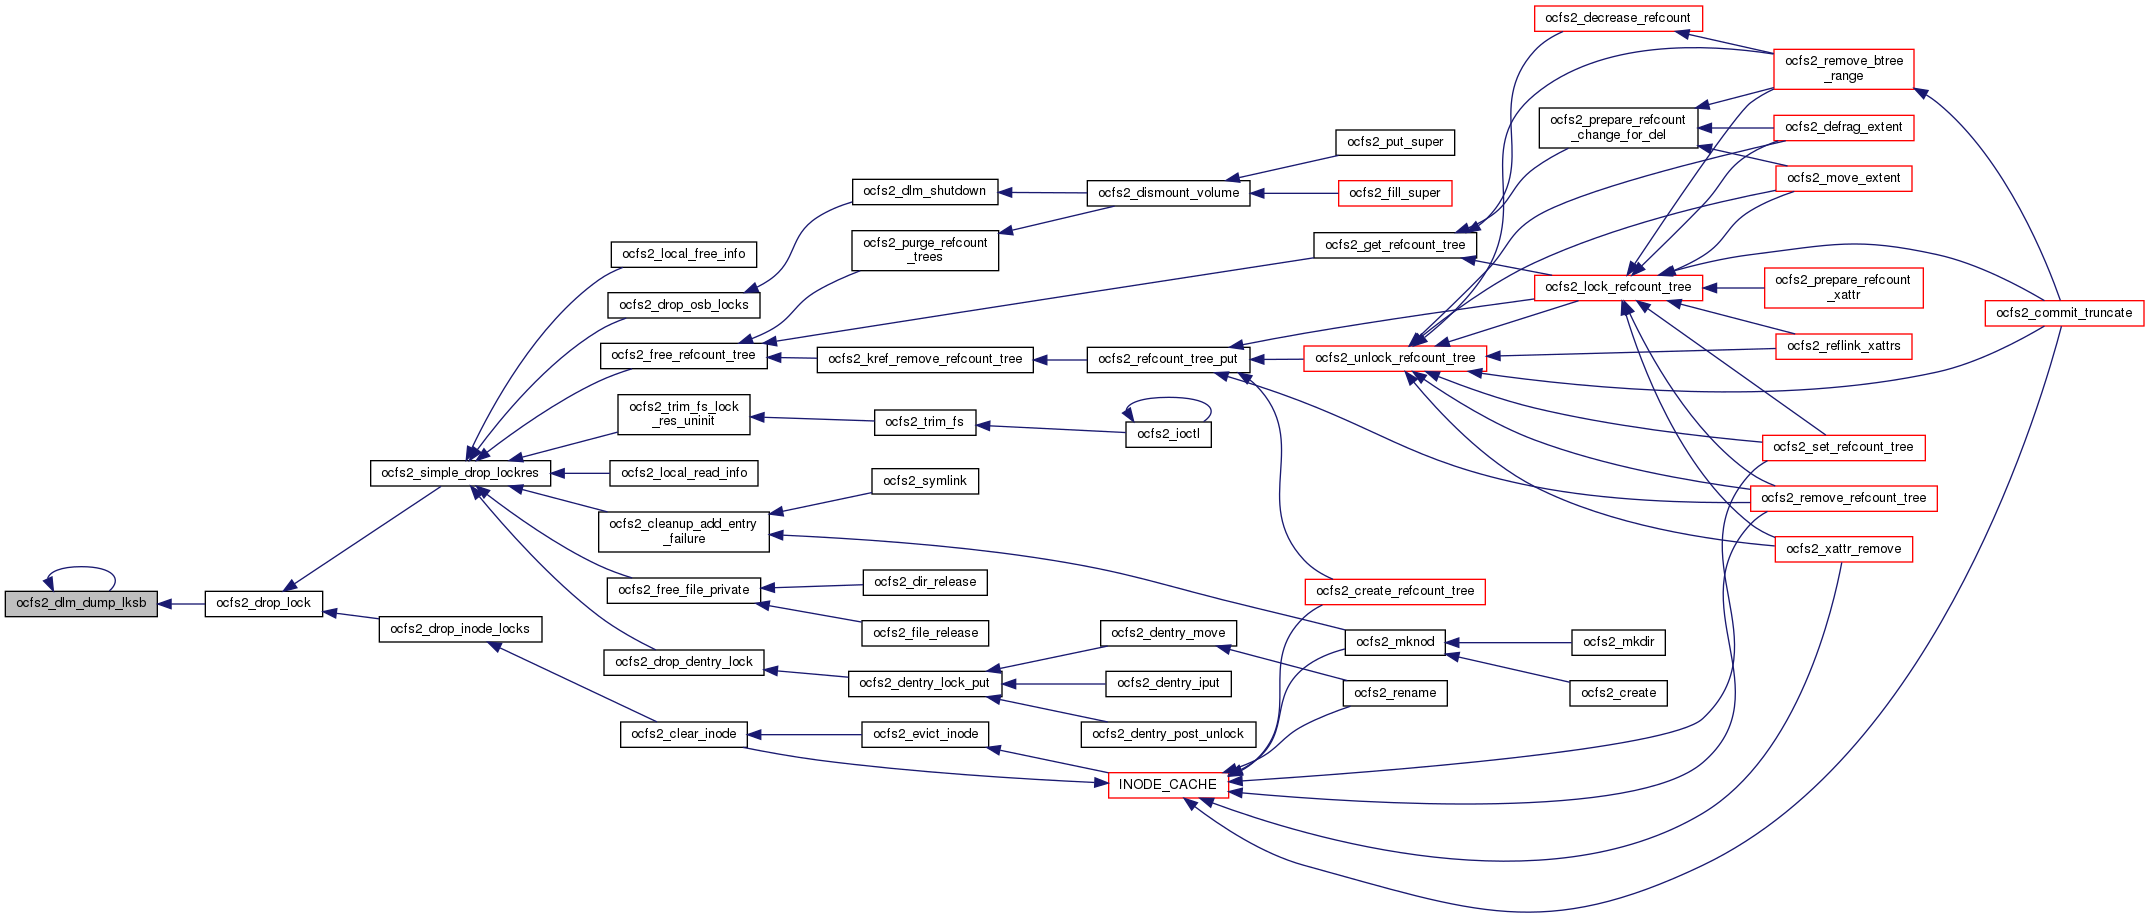 ocfs2_decrease_refcount
ocfs2_remove_btree
_range
ocfs2_prepare_refcount
_change_for_del
ocfs2_defrag_extent
ocfs2_put_super
ocfs2_move_extent
ocfs2_dlm_shutdown
ocfs2_dismount_volume
ocfs2_fill_super
ocfs2_purge_refcount
_trees
ocfs2_get_refcount_tree
ocfs2_local_free_info
ocfs2_lock_refcount_tree
ocfs2_prepare_refcount
_xattr
ocfs2_drop_osb_locks
ocfs2_commit_truncate
ocfs2_reflink_xattrs
ocfs2_free_refcount_tree
ocfs2_kref_remove_refcount_tree
ocfs2_refcount_tree_put
ocfs2_unlock_refcount_tree
ocfs2_trim_fs_lock
_res_uninit
ocfs2_trim_fs
ocfs2_ioctl
ocfs2_set_refcount_tree
ocfs2_simple_drop_lockres
ocfs2_local_read_info
ocfs2_symlink
ocfs2_remove_refcount_tree
ocfs2_cleanup_add_entry
_failure
ocfs2_xattr_remove
ocfs2_dir_release
ocfs2_free_file_private
ocfs2_create_refcount_tree
ocfs2_dlm_dump_lksb
ocfs2_drop_lock
ocfs2_drop_inode_locks
ocfs2_file_release
ocfs2_dentry_move
ocfs2_mknod
ocfs2_mkdir
ocfs2_drop_dentry_lock
ocfs2_dentry_lock_put
ocfs2_dentry_iput
ocfs2_rename
ocfs2_create
ocfs2_clear_inode
ocfs2_evict_inode
ocfs2_dentry_post_unlock
INODE_CACHE